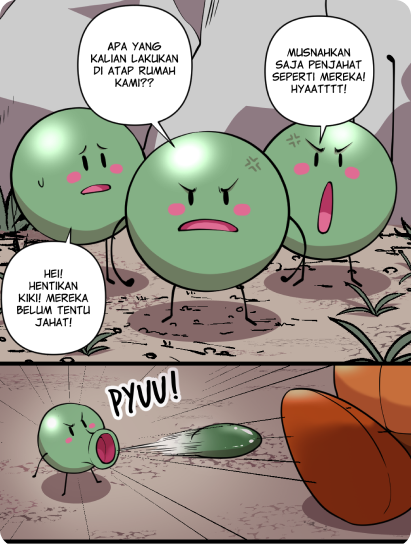 APA YANG
KALIAN LAKUKAN
DI ATAP RUMAH
KAMI??
MUSNAHKAN
SAJA PENJAHAT
SEPERTI MEREKA!
HYAATTTT!
HEI!
HENTIKAN
KIKI! MEREKA
BELUM TENTU
JAHAT!
PYUU!